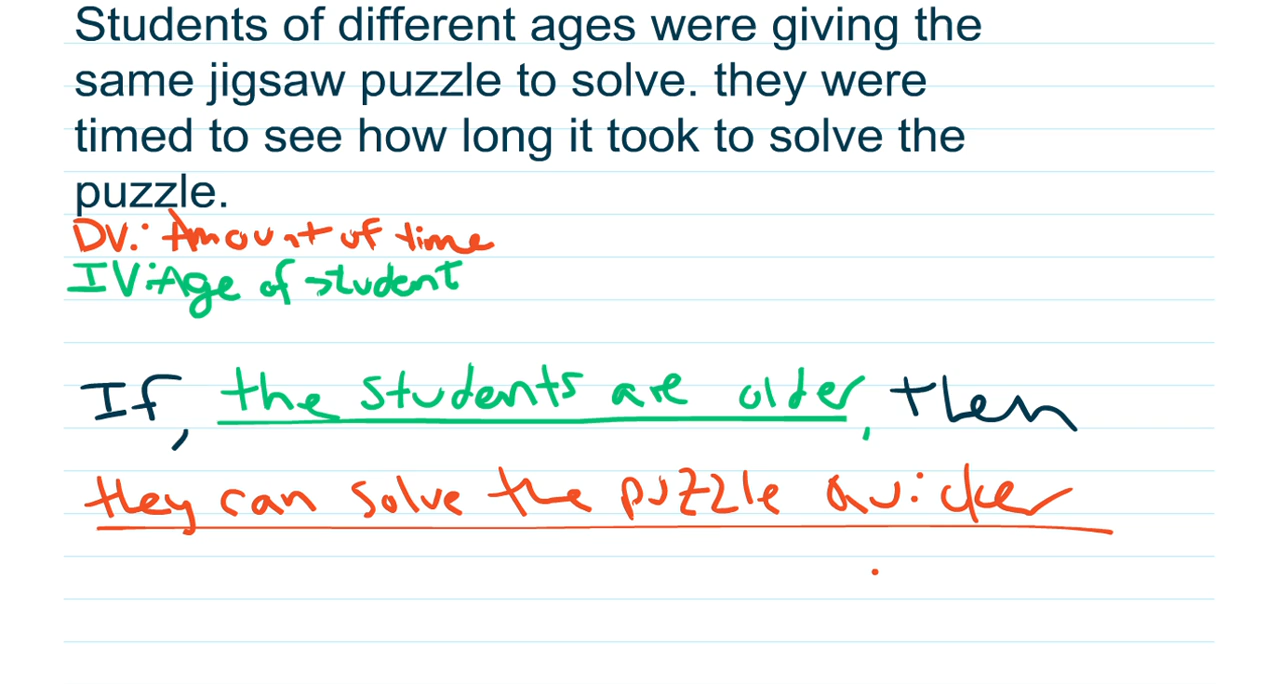 Students of different ages were giving the
same jigsaw puzzle to solve. they were
timed to see how long it took to solve the
puzzle.
DV: Amount of time
IV: Age of student
If, the students are older, then
they can solve the puzzle quicker